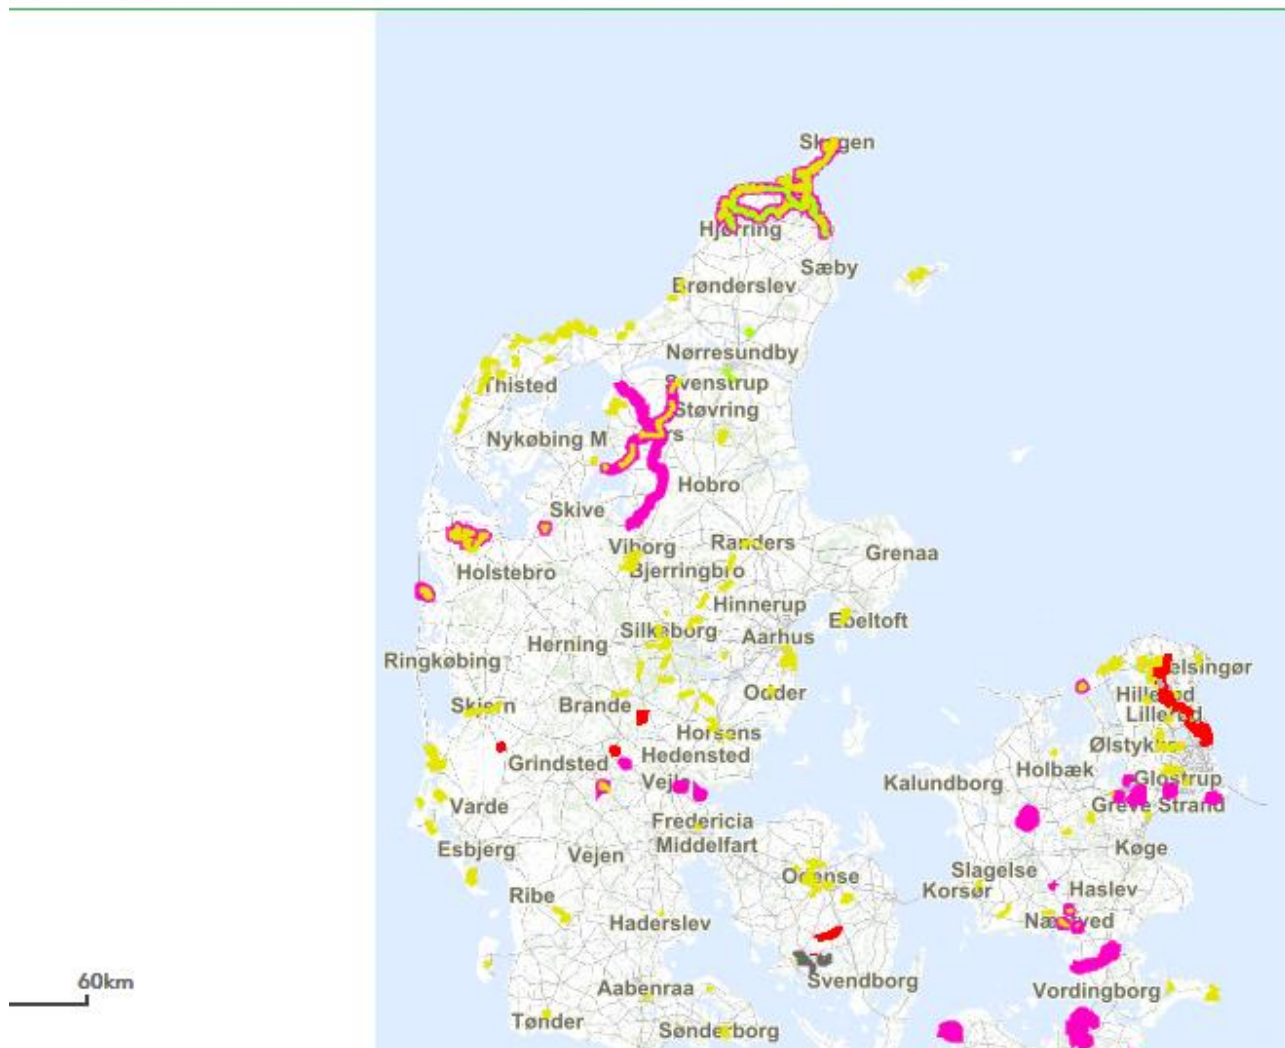 Skagen
Hjørring
Sæby
Brønderslev
Nørresundby
Svenstrup
Thisted
Støvring
Nykøbing M
rs
Hobro
Skive
Viborg
Randers
Grenaa
Bjerringbro
Holstebro
Hinnerup
Ebeltoft
Silkeborg
Aarhus
Herning
Ringkøbing
Helsingør
Odder
Hillerød
Skjern
Brande
Lillerød
Horsens
Ølstykke
Hedensted
Grindsted
Holbæk
Glostrup
Kalundborg
Vejle
Varde
Greve Strand
Fredericia
Middelfart
Esbjerg
Vejen
Køge
Slagelse
Odense
Korsør
Haslev
Ribe
Haderslev
Næstved
60km
Svendborg
Aabenraa
Vordingborg
Tønder
Sønderborg